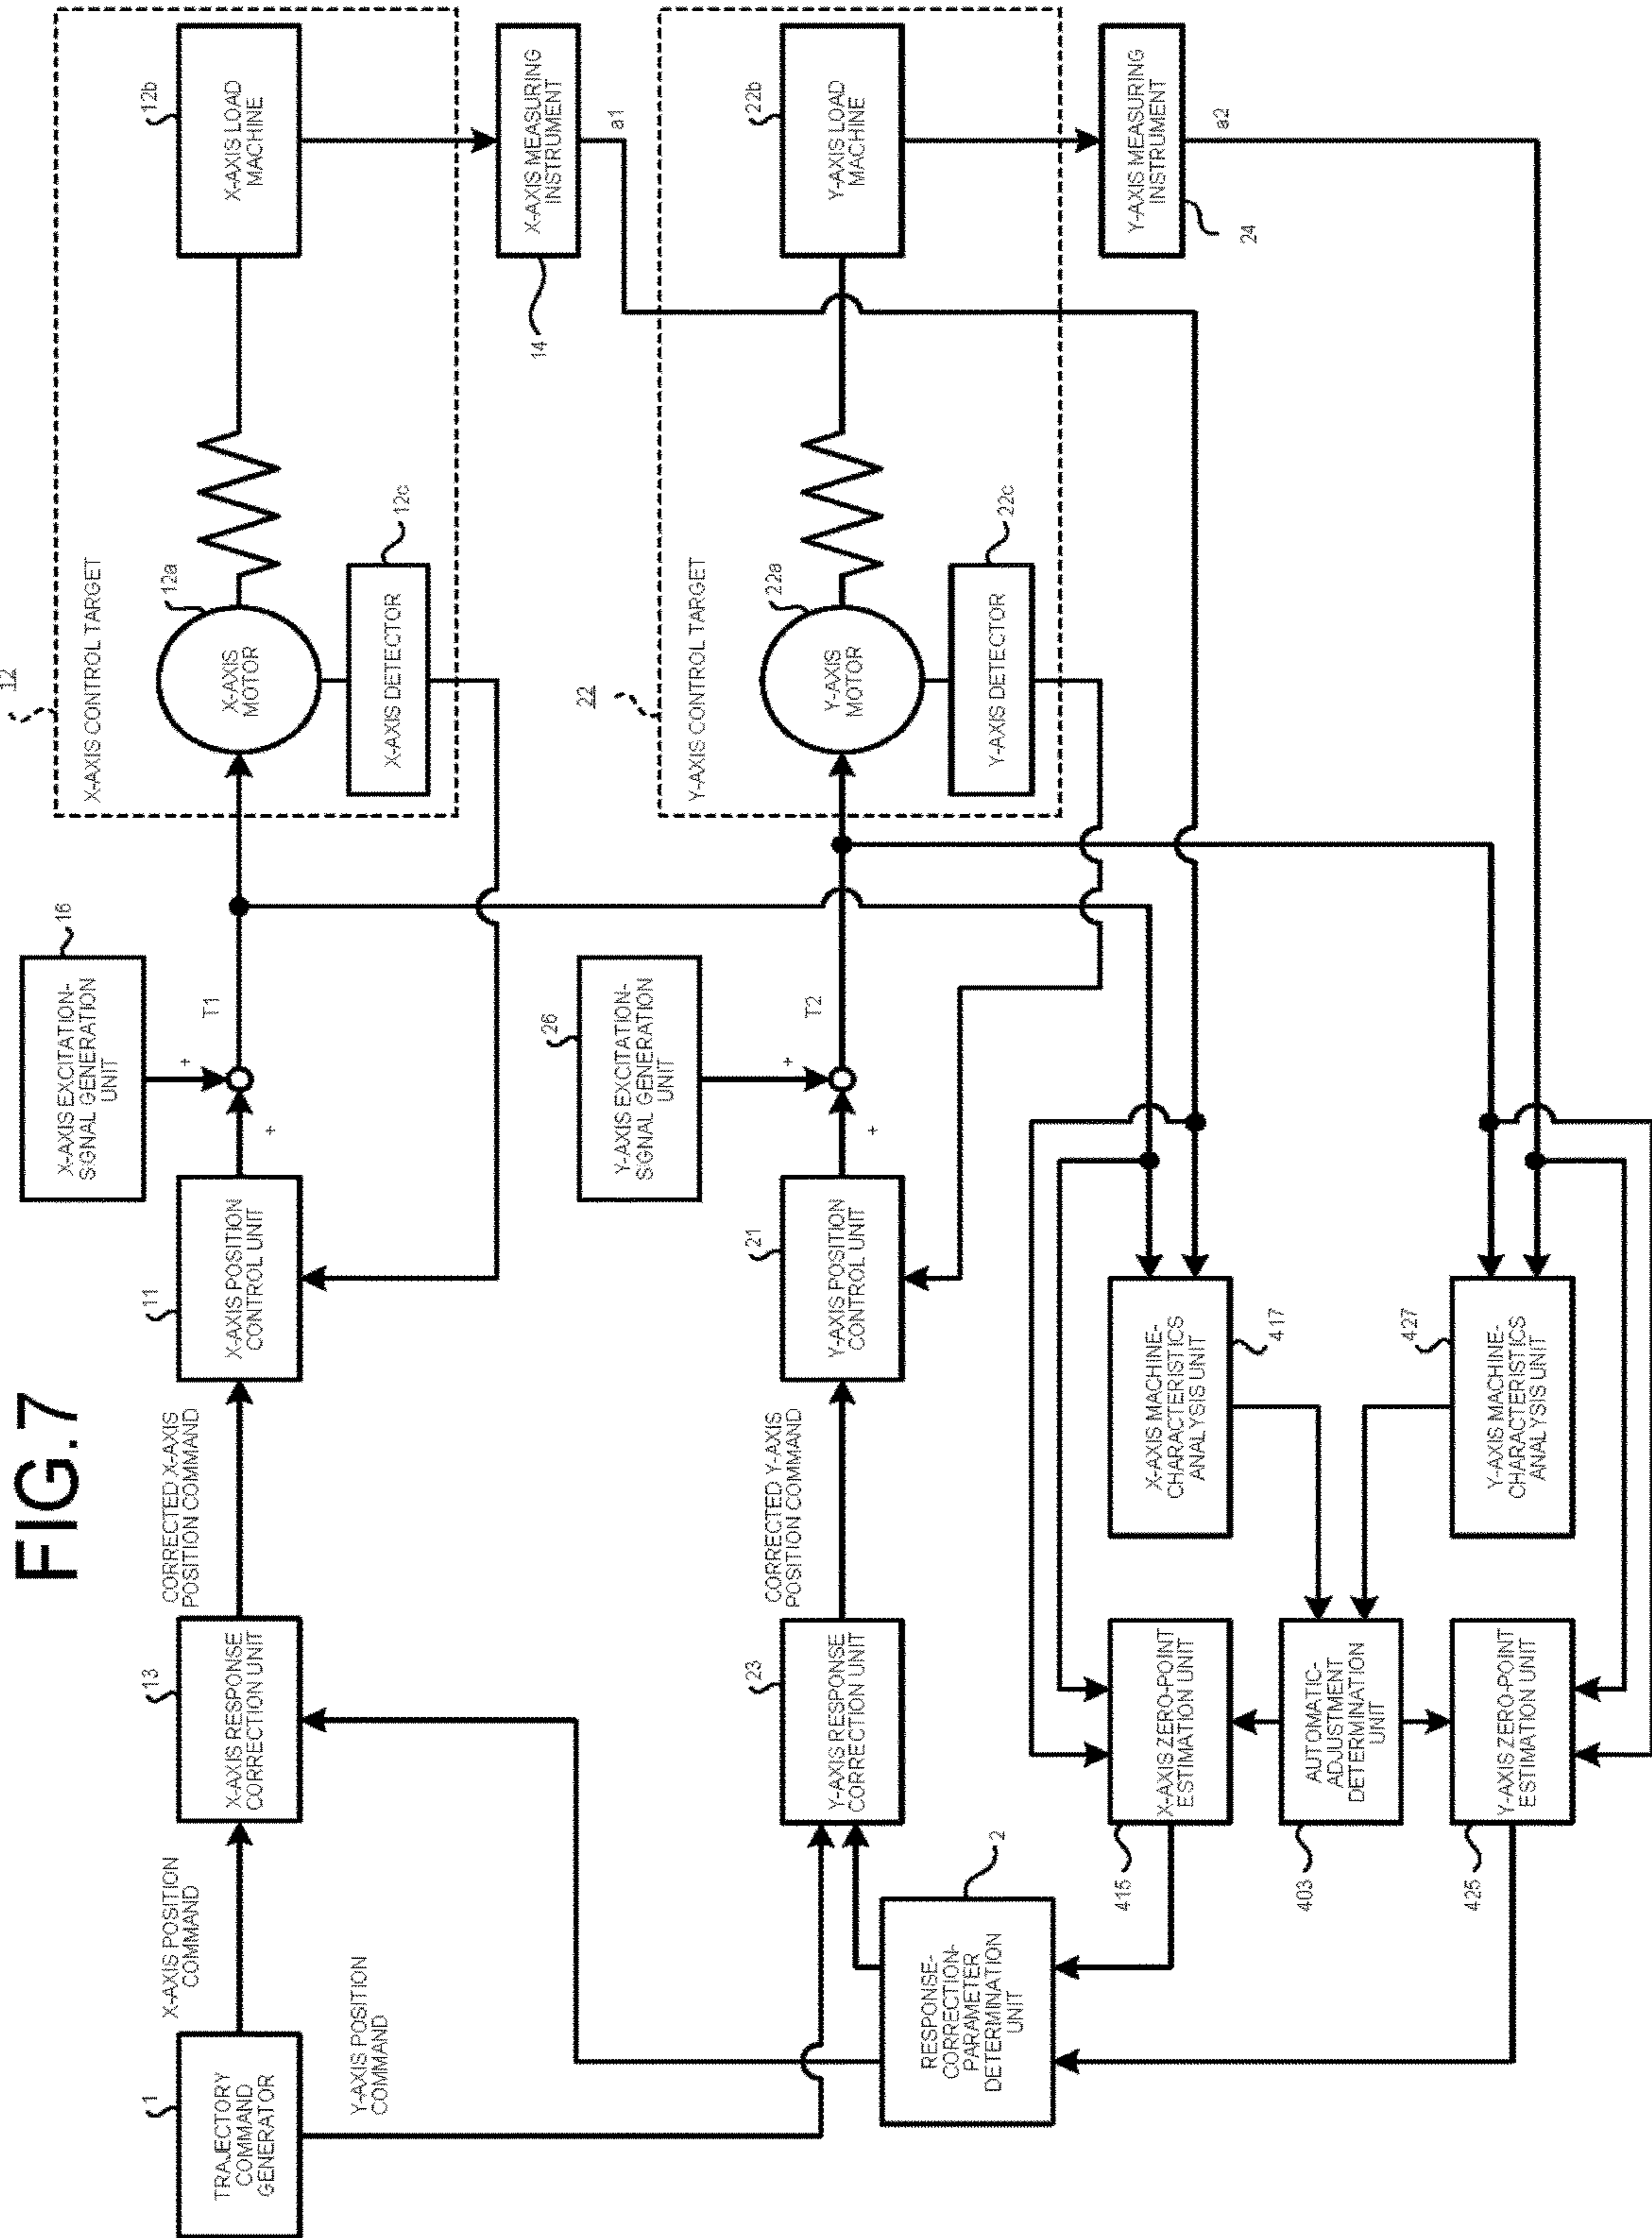 FIG.7
1
TRAJECTORY
COMMAND
GENERATOR
X-AXIS POSITION
COMMAND
Y-AXIS POSITION
COMMAND
13
X-AXIS RESPONSE
CORRECTION UNIT
CORRECTED X-AXIS
POSITION COMMAND
11
X-AXIS POSITION
CONTROL UNIT
16
X-AXIS EXCITATION-
SIGNAL GENERATION
UNIT
+
+
T1
12
X-AXIS CONTROL TARGET
12a
X-AXIS
MOTOR
12b
X-AXIS LOAD
MACHINE
X-AXIS DETECTOR
12c
X-AXIS MEASURING
INSTRUMENT
14
a1
23
Y-AXIS RESPONSE
CORRECTION UNIT
CORRECTED Y-AXIS
POSITION COMMAND
21
Y-AXIS POSITION
CONTROL UNIT
26
Y-AXIS EXCITATION-
SIGNAL GENERATION
UNIT
+
+
T2
22
Y-AXIS CONTROL TARGET
22a
Y-AXIS
MOTOR
22b
Y-AXIS LOAD
MACHINE
Y-AXIS DETECTOR
22c
Y-AXIS MEASURING
INSTRUMENT
24
a2
2
RESPONSE-
CORRECTION-
PARAMETER
DETERMINATION
UNIT
X-AXIS ZERO-POINT
ESTIMATION UNIT
415
X-AXIS MACHINE-
CHARACTERISTICS
ANALYSIS UNIT
417
AUTOMATIC-
ADJUSTMENT
DETERMINATION
UNIT
403
427
Y-AXIS MACHINE-
CHARACTERISTICS
ANALYSIS UNIT
Y-AXIS ZERO-POINT
ESTIMATION UNIT
425